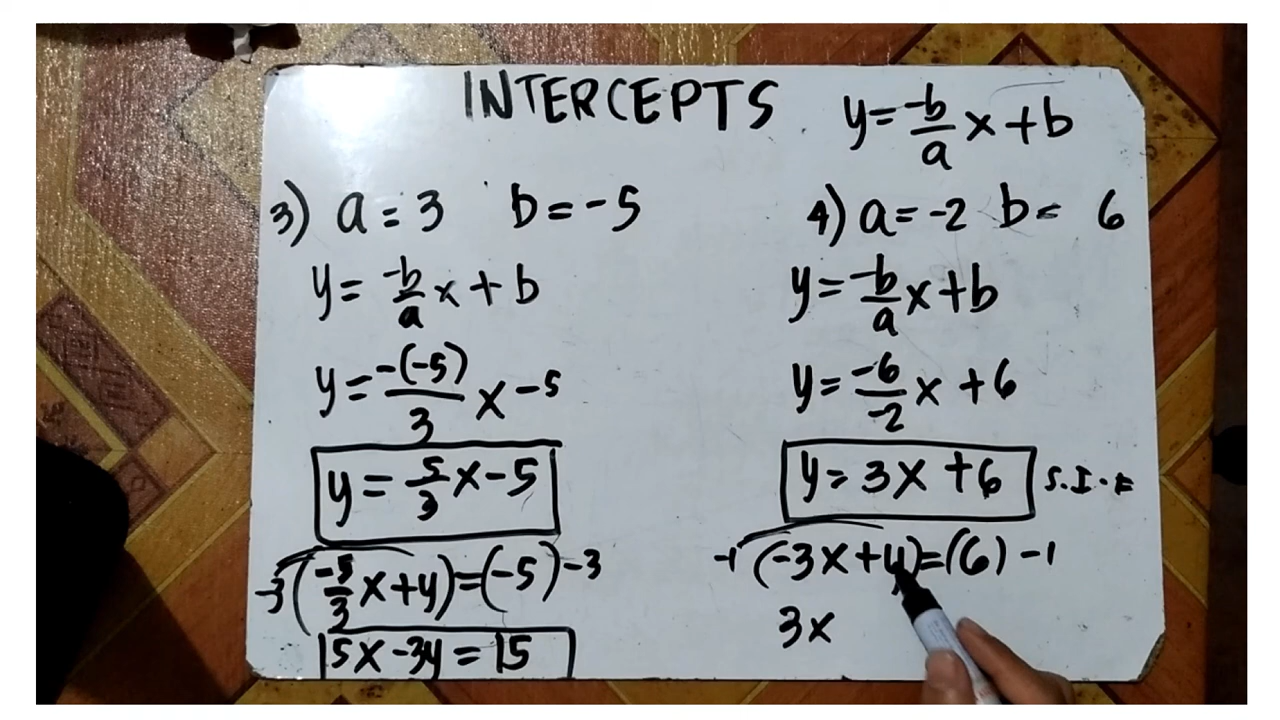 INTERCEPTS
y = -b/a x + b
3) a = 3 b = -5
y = -b/a x + b
y = -(-5)/3 x - 5
y = 5/3 x - 5
-3(-5/3 x + y) = (-5) -3
5x - 3y = 15
4) a = -2 b = 6
y = -b/a x + b
y = -6/-2 x + 6
y = 3x + 6 S.I.F
-1(-3x + y) = (6) -1
3x